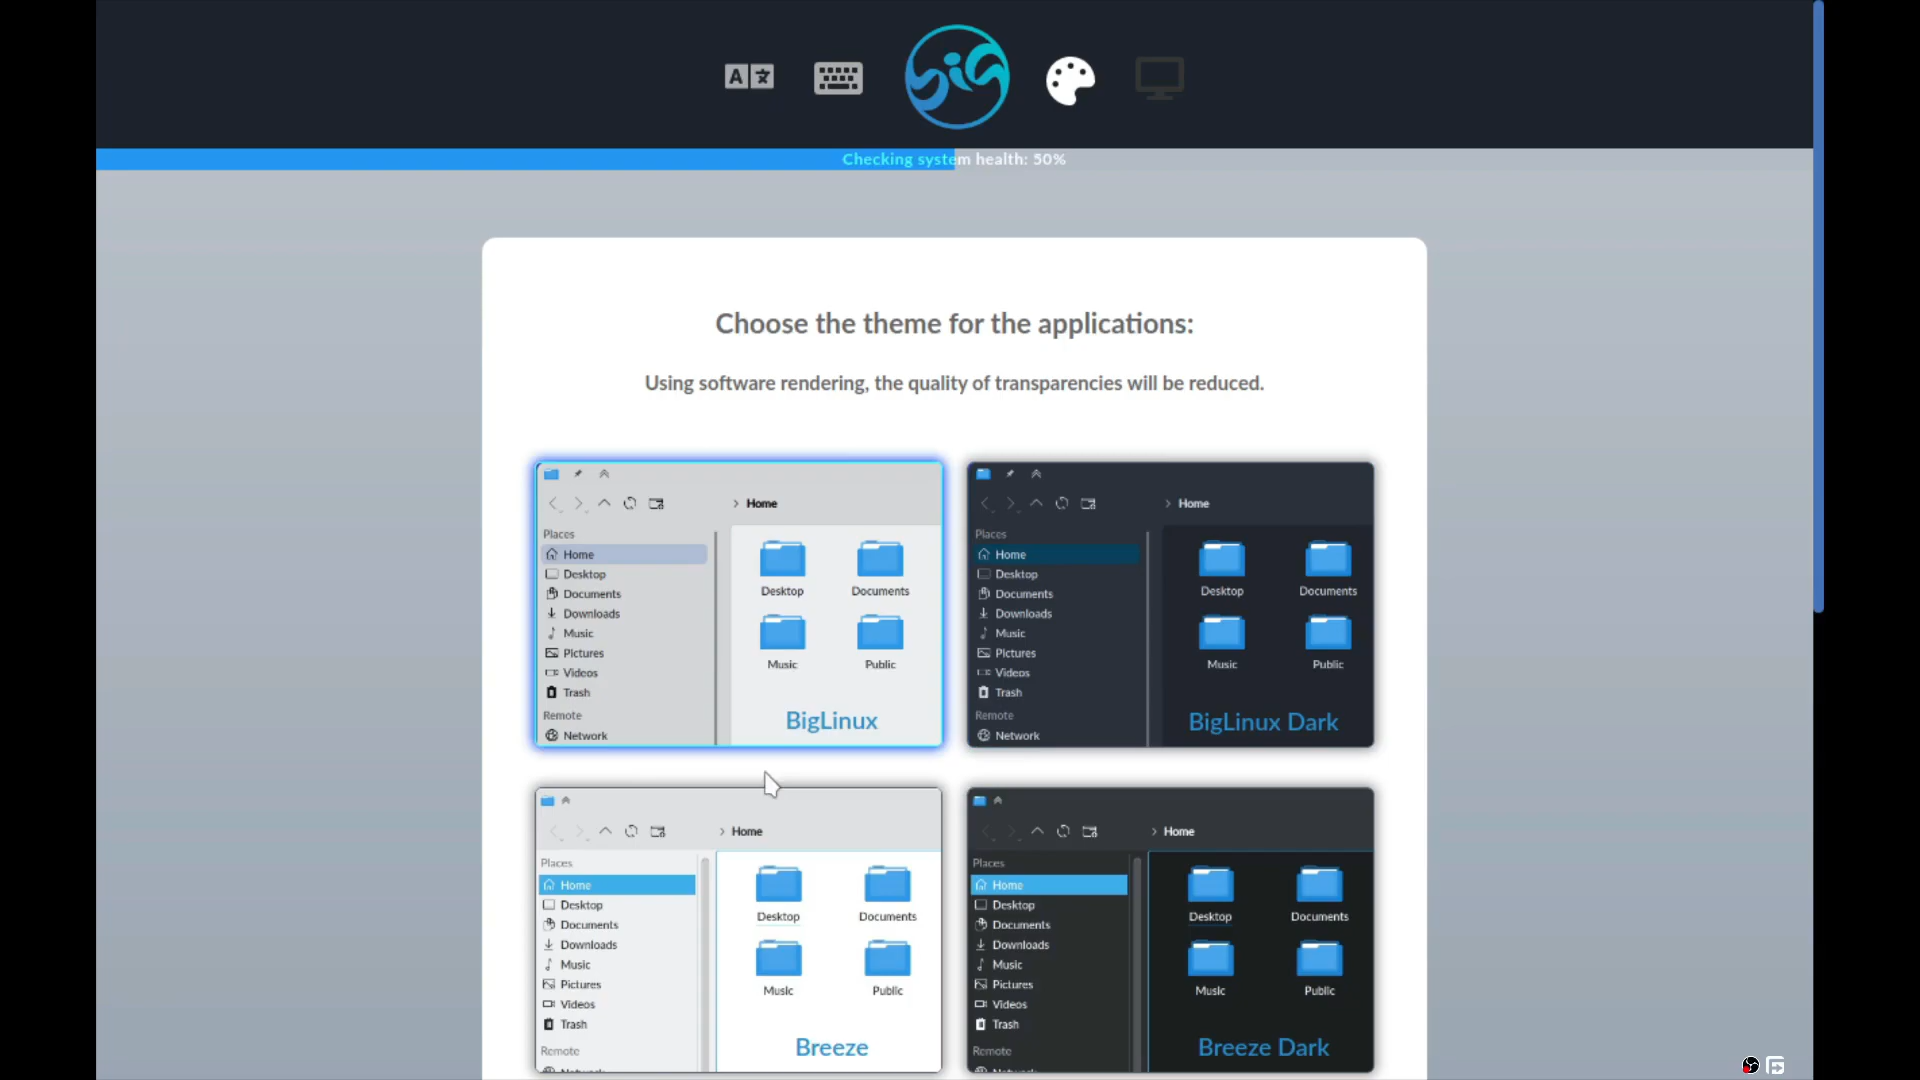 Checking system health: 50%
Choose the theme for the applications:
Using software rendering, the quality of transparencies will be reduced.
Home
Places
Home
Desktop
Documents
Downloads
Music
Pictures
Videos
Trash
Remote
Network
Desktop
Documents
Music
Public
BigLinux
Home
Places
Home
Desktop
Documents
Downloads
Music
Pictures
Videos
Trash
Remote
Network
Desktop
Documents
Music
Public
BigLinux Dark
Home
Places
Home
Desktop
Documents
Downloads
Music
Pictures
Videos
Trash
Remote
Desktop
Documents
Music
Public
Breeze
Home
Places
Home
Desktop
Documents
Downloads
Music
Pictures
Videos
Trash
Remote
Desktop
Documents
Music
Public
Breeze Dark